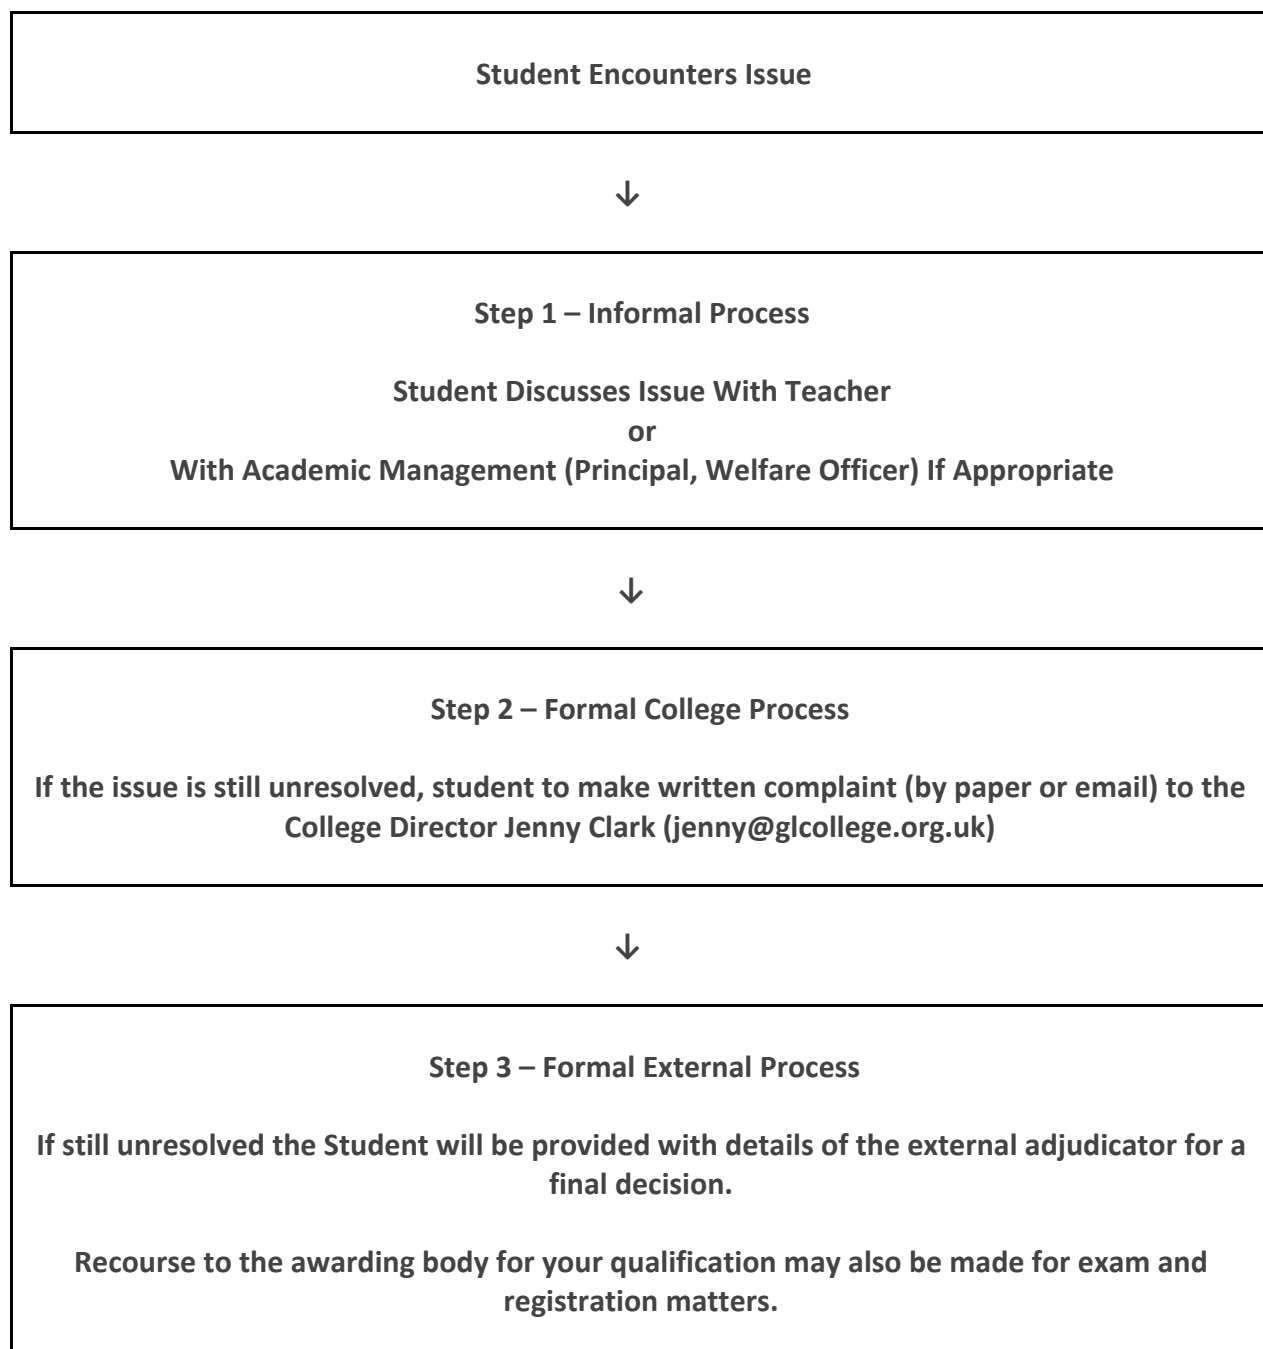 Student Encounters Issue
↓
Step 1 – Informal Process
Student Discusses Issue With Teacher
or
With Academic Management (Principal, Welfare Officer) If Appropriate
↓
Step 2 – Formal College Process
If the issue is still unresolved, student to make written complaint (by paper or email) to the
College Director Jenny Clark (jenny@glcollege.org.uk)
↓
Step 3 – Formal External Process
If still unresolved the Student will be provided with details of the external adjudicator for a
final decision.
Recourse to the awarding body for your qualification may also be made for exam and
registration matters.